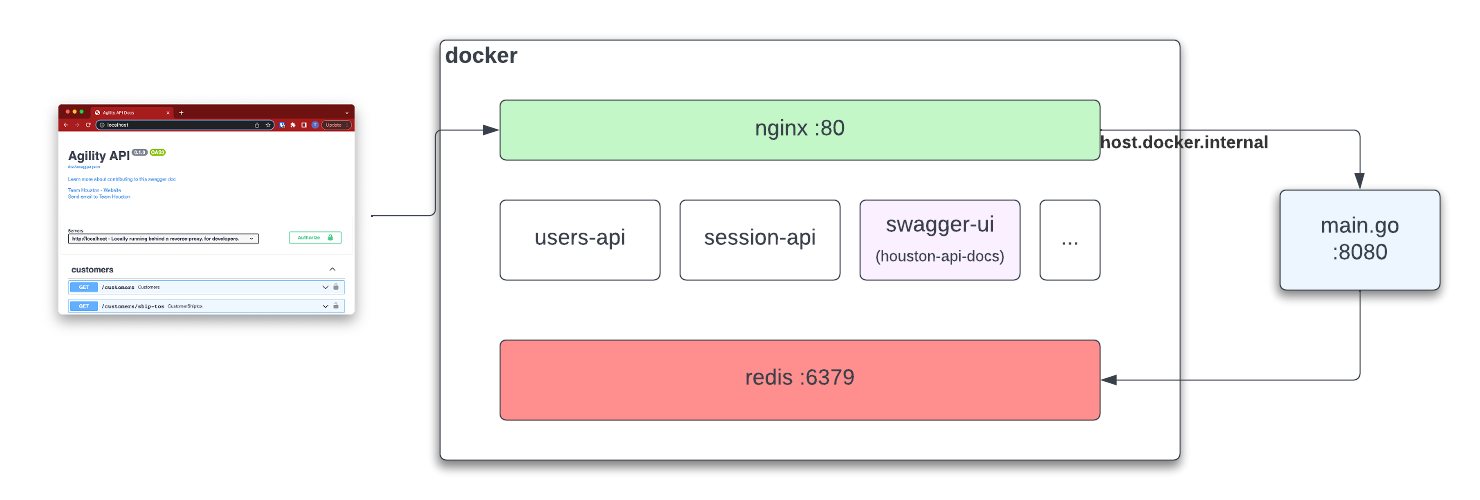 docker
Agility API Docs
localhost
Update
Agility API
OAS3
Learn more about contributing to this swagger doc
Team Houston - Website
Send email to Team Houston
Servers
http://localhost - Locally running behind a reverse-proxy, for developers.
Authorize
customers
GET /customers Customers
GET /customers/ship-tos CustomerShiptos
nginx :80
host.docker.internal
users-api
session-api
swagger-ui
(houston-api-docs)
...
main.go
:8080
redis :6379